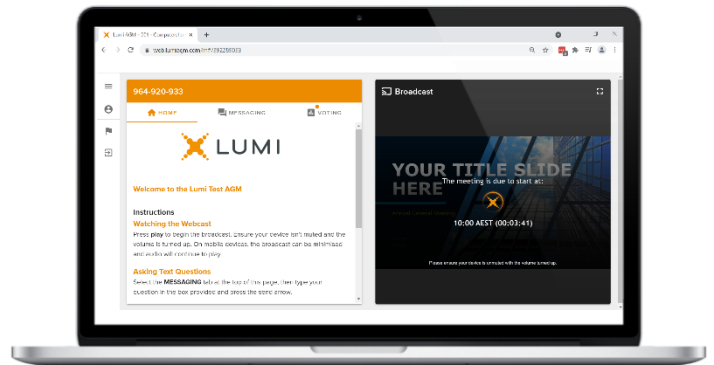 964-920-933
HOME
MESSAGING
VOTING
LUMI
Welcome to the Lumi Test AGM
Instructions
Watching the Webcast
Press play to begin the broadcast. Ensure your device isn't muted and the
volume is turned up. On mobile devices, the broadcast can be minimised
and audio will continue to play.
Asking Text Questions
Select the MESSAGING tab at the top of this page, then type your
question in the box provided and press the send arrow.
Broadcast
YOUR TITLE SLIDE
HERE
The meeting is due to start at:
10:00 AEST (00:03:41)
Please ensure your device is unmuted with the volume turned up.